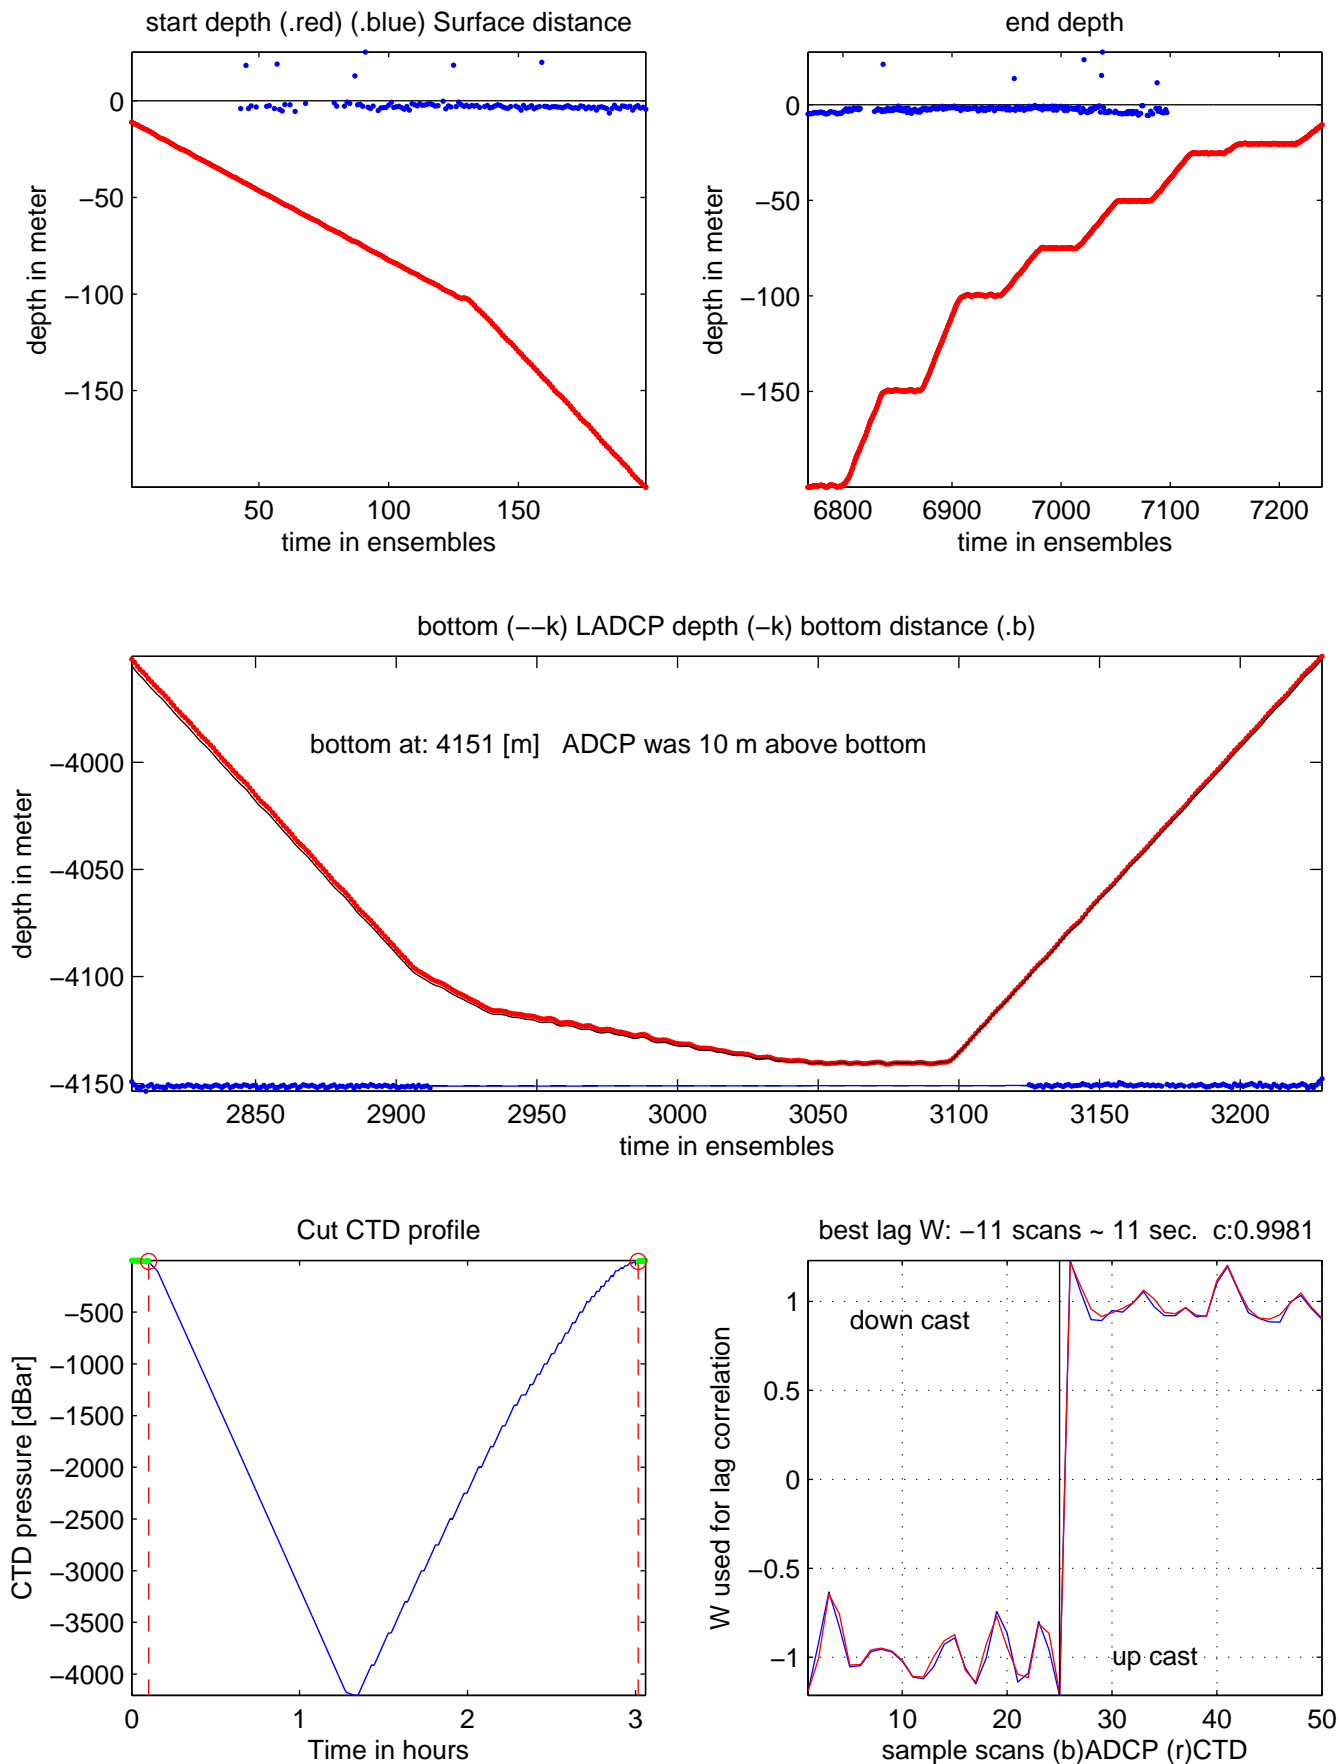 start depth (.red) (.blue) Surface distance
0
−50
−100
−150
depth in meter
50
100
150
time in ensembles
end depth
0
−50
−100
−150
depth in meter
6800
6900
7000
7100
7200
time in ensembles
bottom (−−k) LADCP depth (−k) bottom distance (.b)
bottom at: 4151 [m]   ADCP was 10 m above bottom
−4000
−4050
−4100
−4150
depth in meter
2850
2900
2950
3000
3050
3100
3150
3200
time in ensembles
Cut CTD profile
−500
−1000
−1500
−2000
−2500
−3000
−3500
−4000
CTD pressure [dBar]
0
1
2
3
Time in hours
best lag W: −11 scans ~ 11 sec.  c:0.9981
down cast
up cast
1
0.5
0
−0.5
−1
W used for lag correlation
10
20
30
40
50
sample scans (b)ADCP (r)CTD